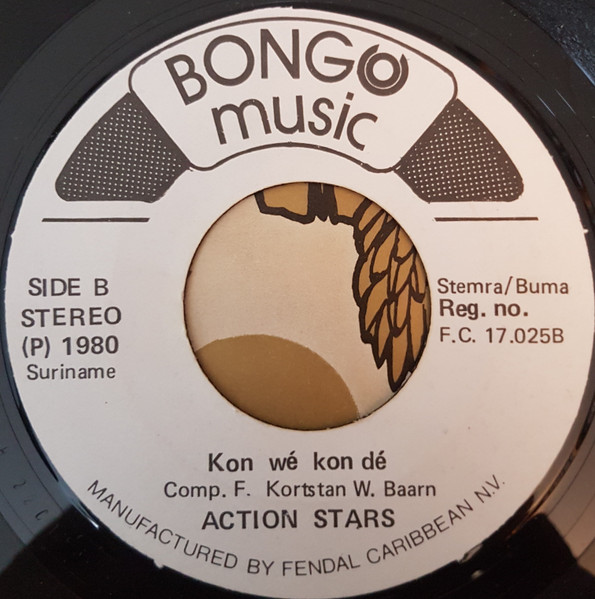 BONGO
music
SIDE B
STEREO
(P) 1980
Suriname
Stemra/Buma
Reg. no.
F.C. 17.025B
Kon wé kon dé
Comp. F. Kortstan W. Baarn
ACTION STARS
MANUFACTURED BY FENDAL CARIBBEAN N.V.